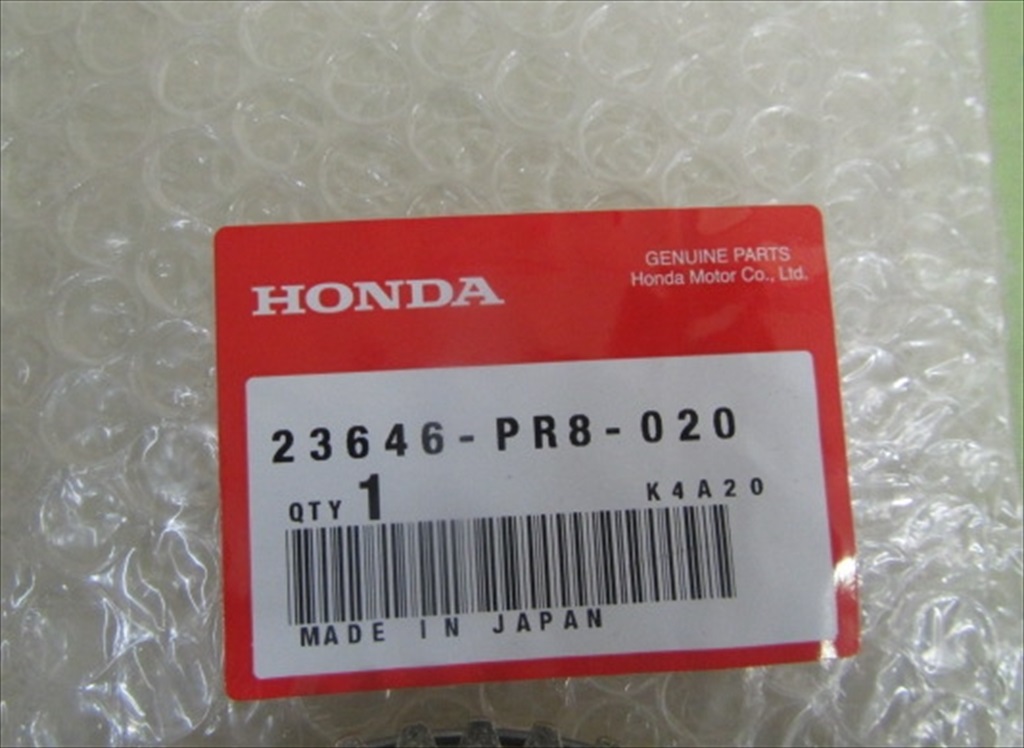 GENUINE PARTS
HONDA
Honda Motor Co., Ltd.
23646-PR8-020
QTY 1
K4A20
MADE IN JAPAN